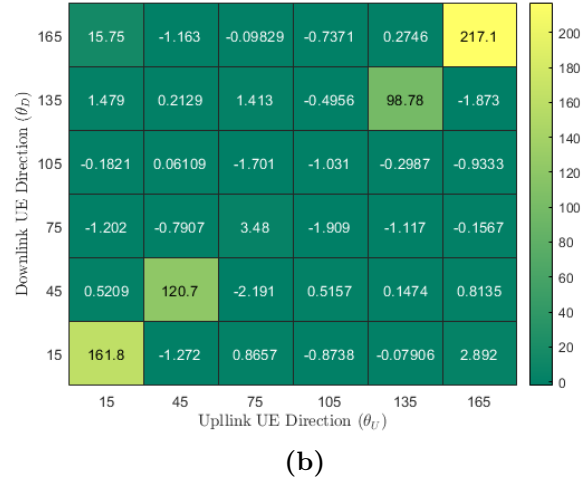 165 15.75 -1.163 -0.09829 -0.7371 0.2746 217.1
135 1.479 0.2129 1.413 -0.4956 98.78 -1.873
105 -0.1821 0.06109 -1.701 -1.031 -0.2987 -0.9333
75 -1.202 -0.7907 3.48 -1.909 -1.117 -0.1567
45 0.5209 120.7 -2.191 0.5157 0.1474 0.8135
15 161.8 -1.272 0.8657 -0.8738 -0.07906 2.892
15 45 75 105 135 165
Upllink UE Direction (θ_U)
Downlink UE Direction (θ_D)
200
180
160
140
120
100
80
60
40
20
0
(b)